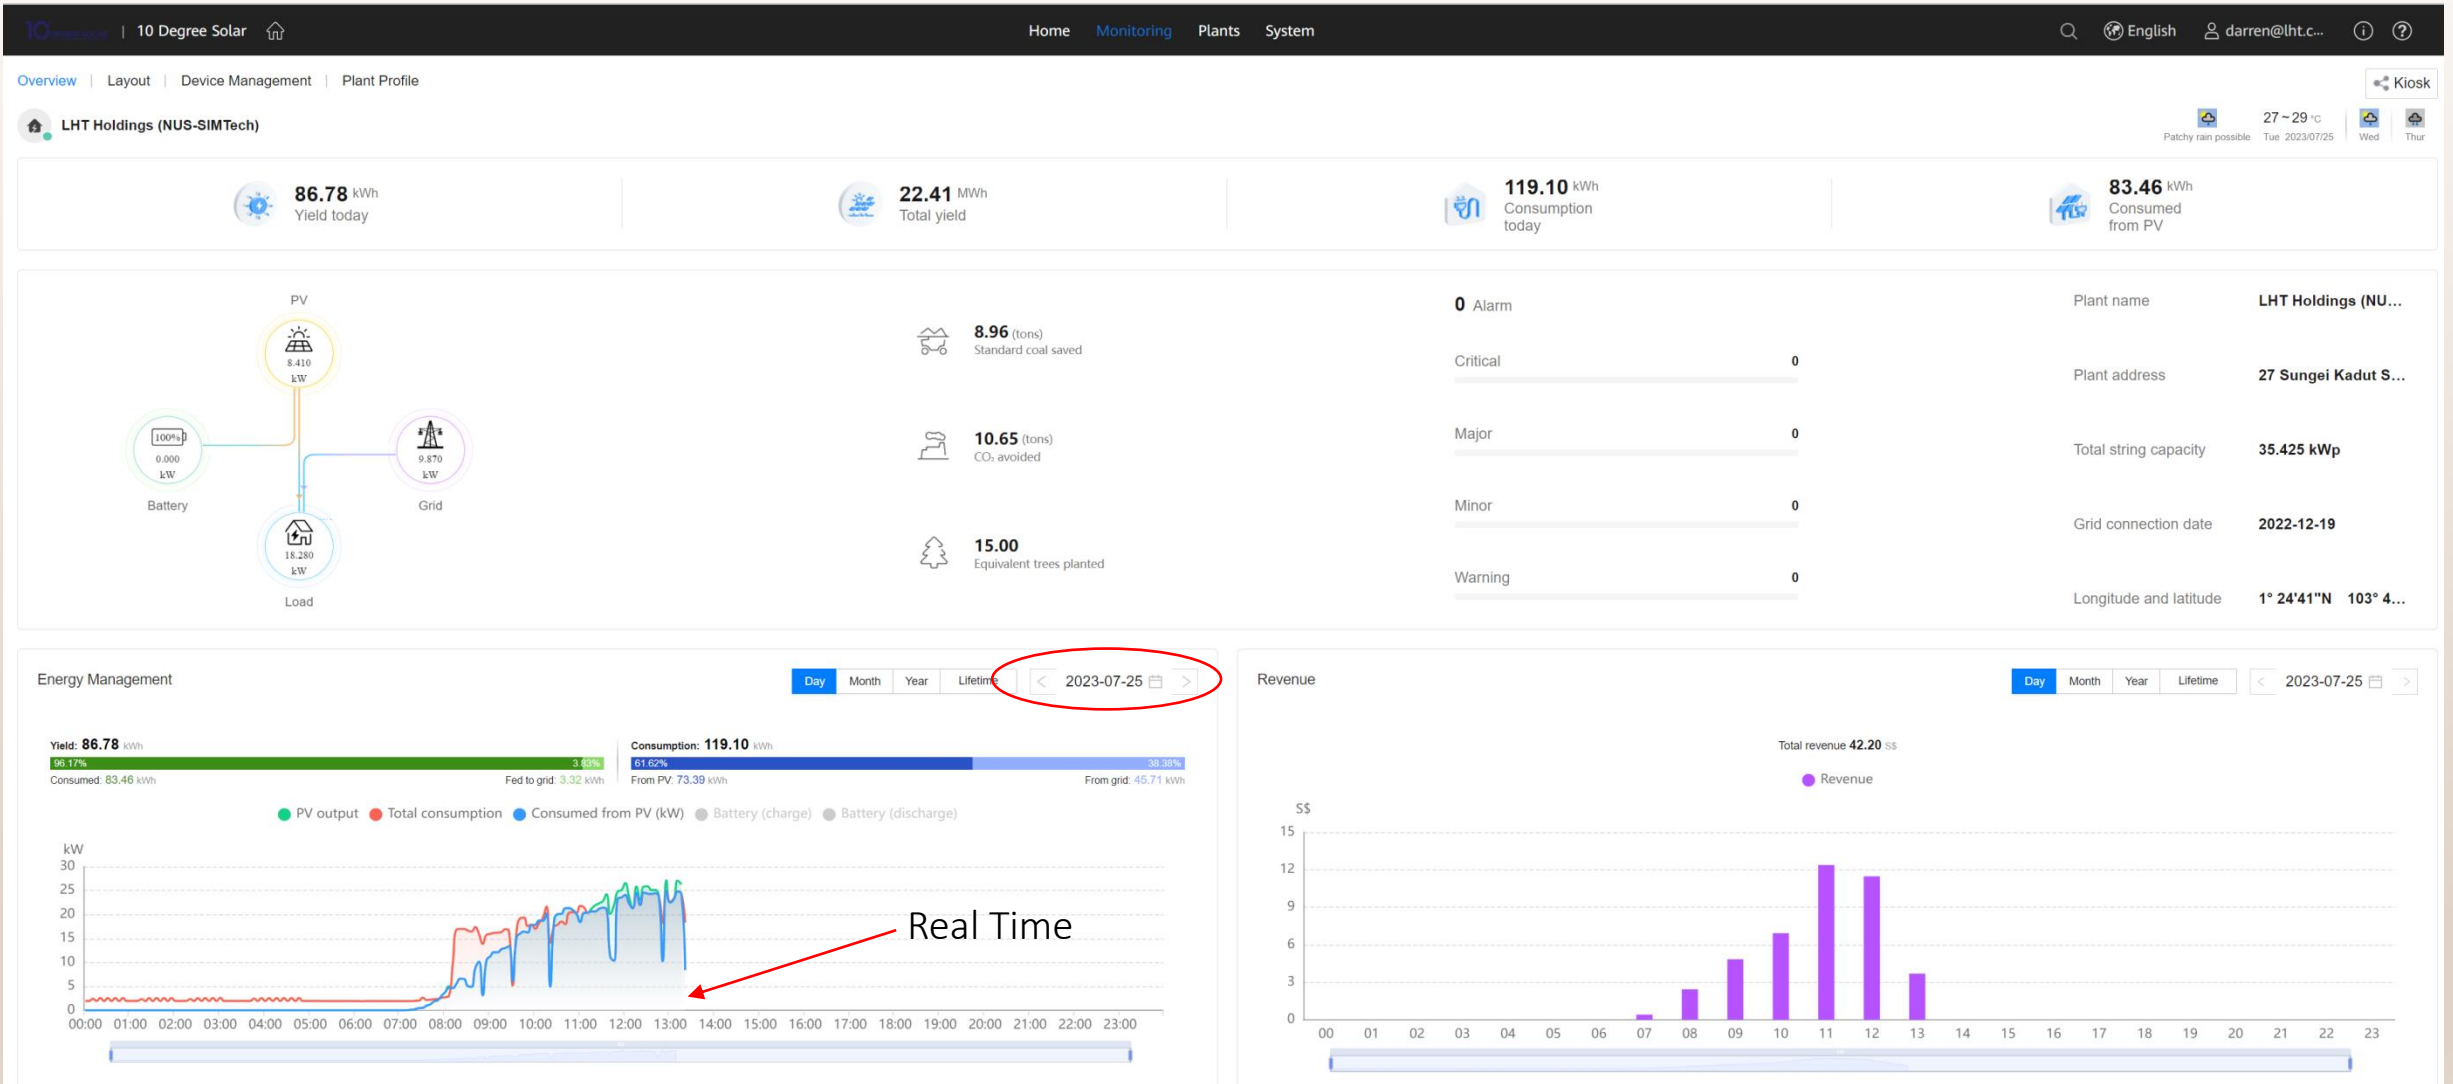 10 | 10 Degree Solar
Home Monitoring Plants System
English darren@lht.c...
Overview | Layout | Device Management | Plant Profile
Kiosk
LHT Holdings (NUS-SIMTech)
Patchy rain possible
27 ~ 29 °C
Tue 2023/07/25
Wed
Thur
86.78 kWh
Yield today
22.41 MWh
Total yield
119.10 kWh
Consumption
today
83.46 kWh
Consumed
from PV
PV
8.410
kW
100%
0.000
kW
Battery
9.870
kW
Grid
18.280
kW
Load
8.96 (tons)
Standard coal saved
10.65 (tons)
CO₂ avoided
15.00
Equivalent trees planted
0 Alarm
Critical 0
Major 0
Minor 0
Warning 0
Plant name LHT Holdings (NU...
Plant address 27 Sungei Kadut S...
Total string capacity 35.425 kWp
Grid connection date 2022-12-19
Longitude and latitude 1° 24'41"N 103° 4...
Energy Management
Day Month Year Lifetime < 2023-07-25 >
Yield: 86.78 kWh
96.17% 3.83%
Consumed: 83.46 kWh Fed to grid: 3.32 kWh
Consumption: 119.10 kWh
61.62% 38.38%
From PV: 73.39 kWh From grid: 45.71 kWh
PV output Total consumption Consumed from PV (kW) Battery (charge) Battery (discharge)
kW
30
25
20
15
10
5
0
00:00 01:00 02:00 03:00 04:00 05:00 06:00 07:00 08:00 09:00 10:00 11:00 12:00 13:00 14:00 15:00 16:00 17:00 18:00 19:00 20:00 21:00 22:00 23:00
Real Time
Revenue
Day Month Year Lifetime < 2023-07-25 >
Total revenue 42.20 S$
Revenue
S$
15
12
9
6
3
0
00 01 02 03 04 05 06 07 08 09 10 11 12 13 14 15 16 17 18 19 20 21 22 23